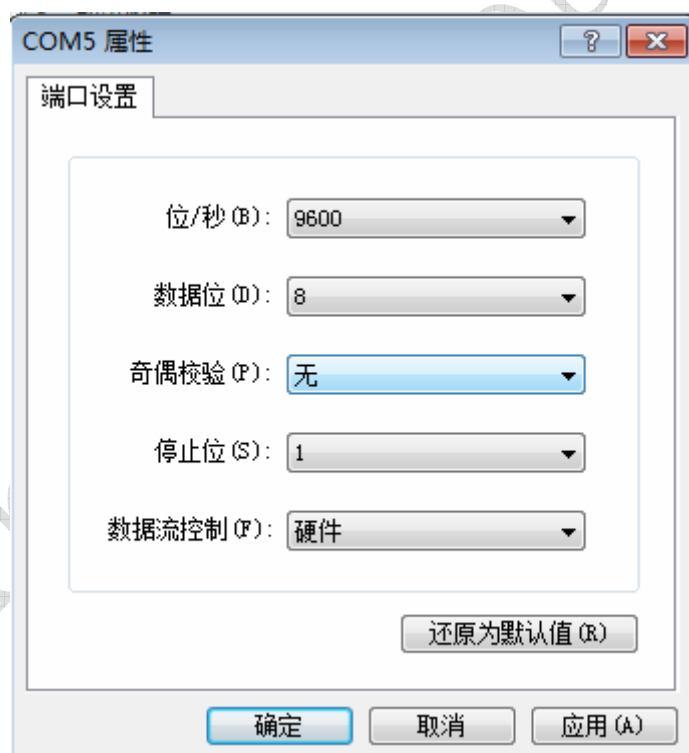 COM5 属性
端口设置
位/秒(B): 9600
数据位(D): 8
奇偶校验(P): 无
停止位(S): 1
数据流控制(F): 硬件
还原为默认值(R)
确定 取消 应用(A)